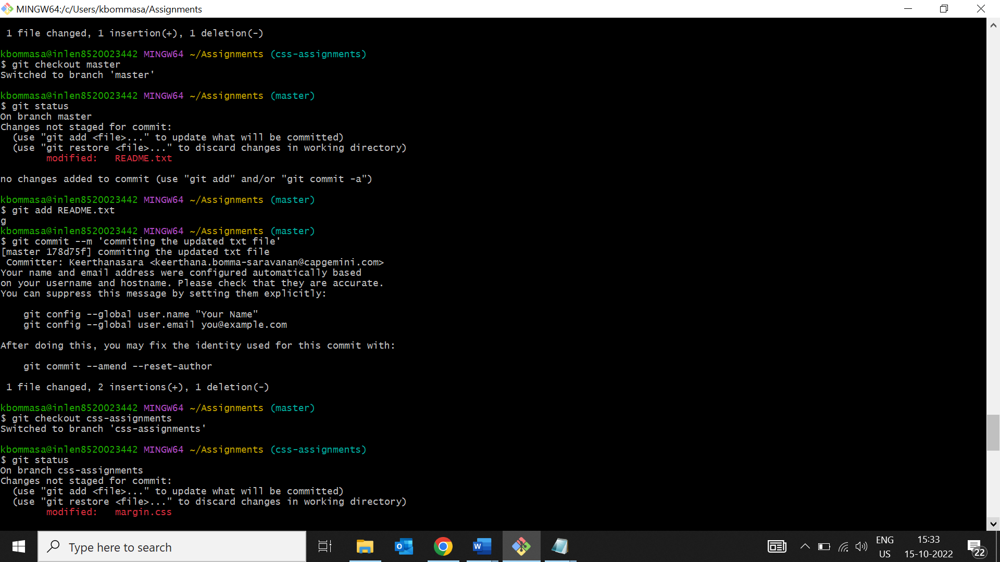 MINGW64:/c/Users/kbommasa/Assignments
 1 file changed, 1 insertion(+), 1 deletion(-)
kbommasa@inlen8520023442 MINGW64 ~/Assignments (css-assignments)
$ git checkout master
Switched to branch 'master'
kbommasa@inlen8520023442 MINGW64 ~/Assignments (master)
$ git status
On branch master
Changes not staged for commit:
  (use "git add <file>..." to update what will be committed)
  (use "git restore <file>..." to discard changes in working directory)
        modified:   README.txt
no changes added to commit (use "git add" and/or "git commit -a")
kbommasa@inlen8520023442 MINGW64 ~/Assignments (master)
$ git add README.txt
g
kbommasa@inlen8520023442 MINGW64 ~/Assignments (master)
$ git commit --m 'commiting the updated txt file'
[master 178d75f] commiting the updated txt file
 Committer: Keerthanasara <keerthana.bomma-saravanan@capgemini.com>
Your name and email address were configured automatically based
on your username and hostname. Please check that they are accurate.
You can suppress this message by setting them explicitly:
    git config --global user.name "Your Name"
    git config --global user.email you@example.com
After doing this, you may fix the identity used for this commit with:
    git commit --amend --reset-author
 1 file changed, 2 insertions(+), 1 deletion(-)
kbommasa@inlen8520023442 MINGW64 ~/Assignments (master)
$ git checkout css-assignments
Switched to branch 'css-assignments'
kbommasa@inlen8520023442 MINGW64 ~/Assignments (css-assignments)
$ git status
On branch css-assignments
Changes not staged for commit:
  (use "git add <file>..." to update what will be committed)
  (use "git restore <file>..." to discard changes in working directory)
        modified:   margin.css
Type here to search
ENG
US
15:33
15-10-2022
22